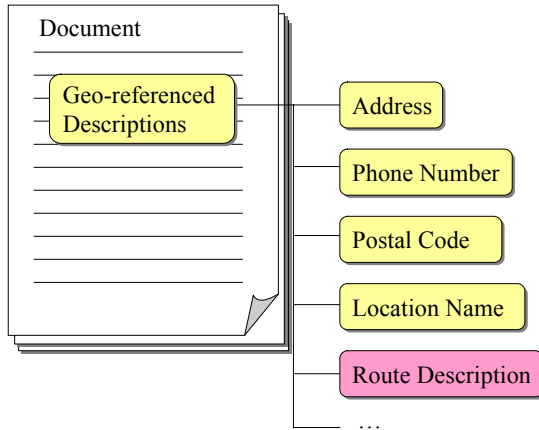 Document
Geo-referenced
Descriptions
Address
Phone Number
Postal Code
Location Name
Route Description
…